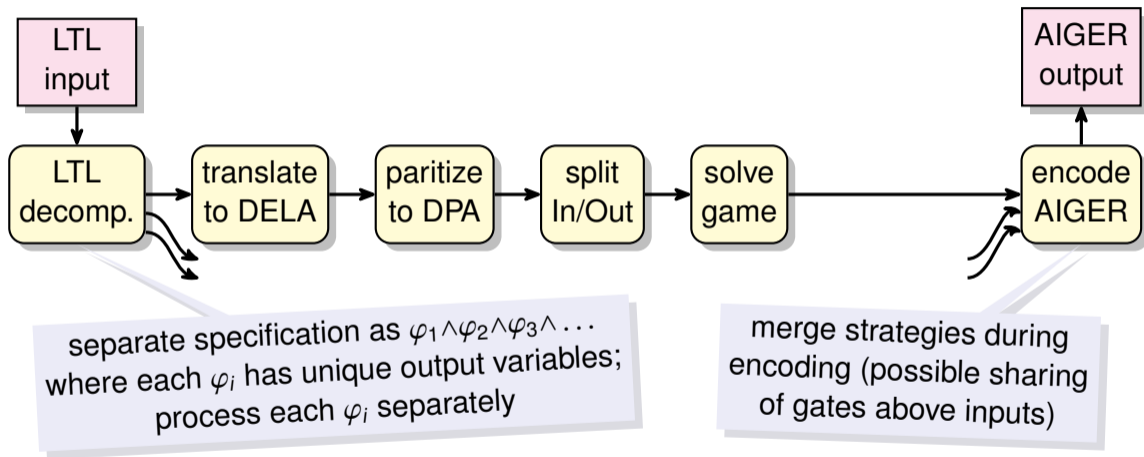 LTL
input
AIGER
output
LTL
decomp.
translate
to DELA
paritize
to DPA
split
In/Out
solve
game
encode
AIGER
separate specification as φ₁∧φ₂∧φ₃∧…
where each φᵢ has unique output variables;
process each φᵢ separately
merge strategies during
encoding (possible sharing
of gates above inputs)